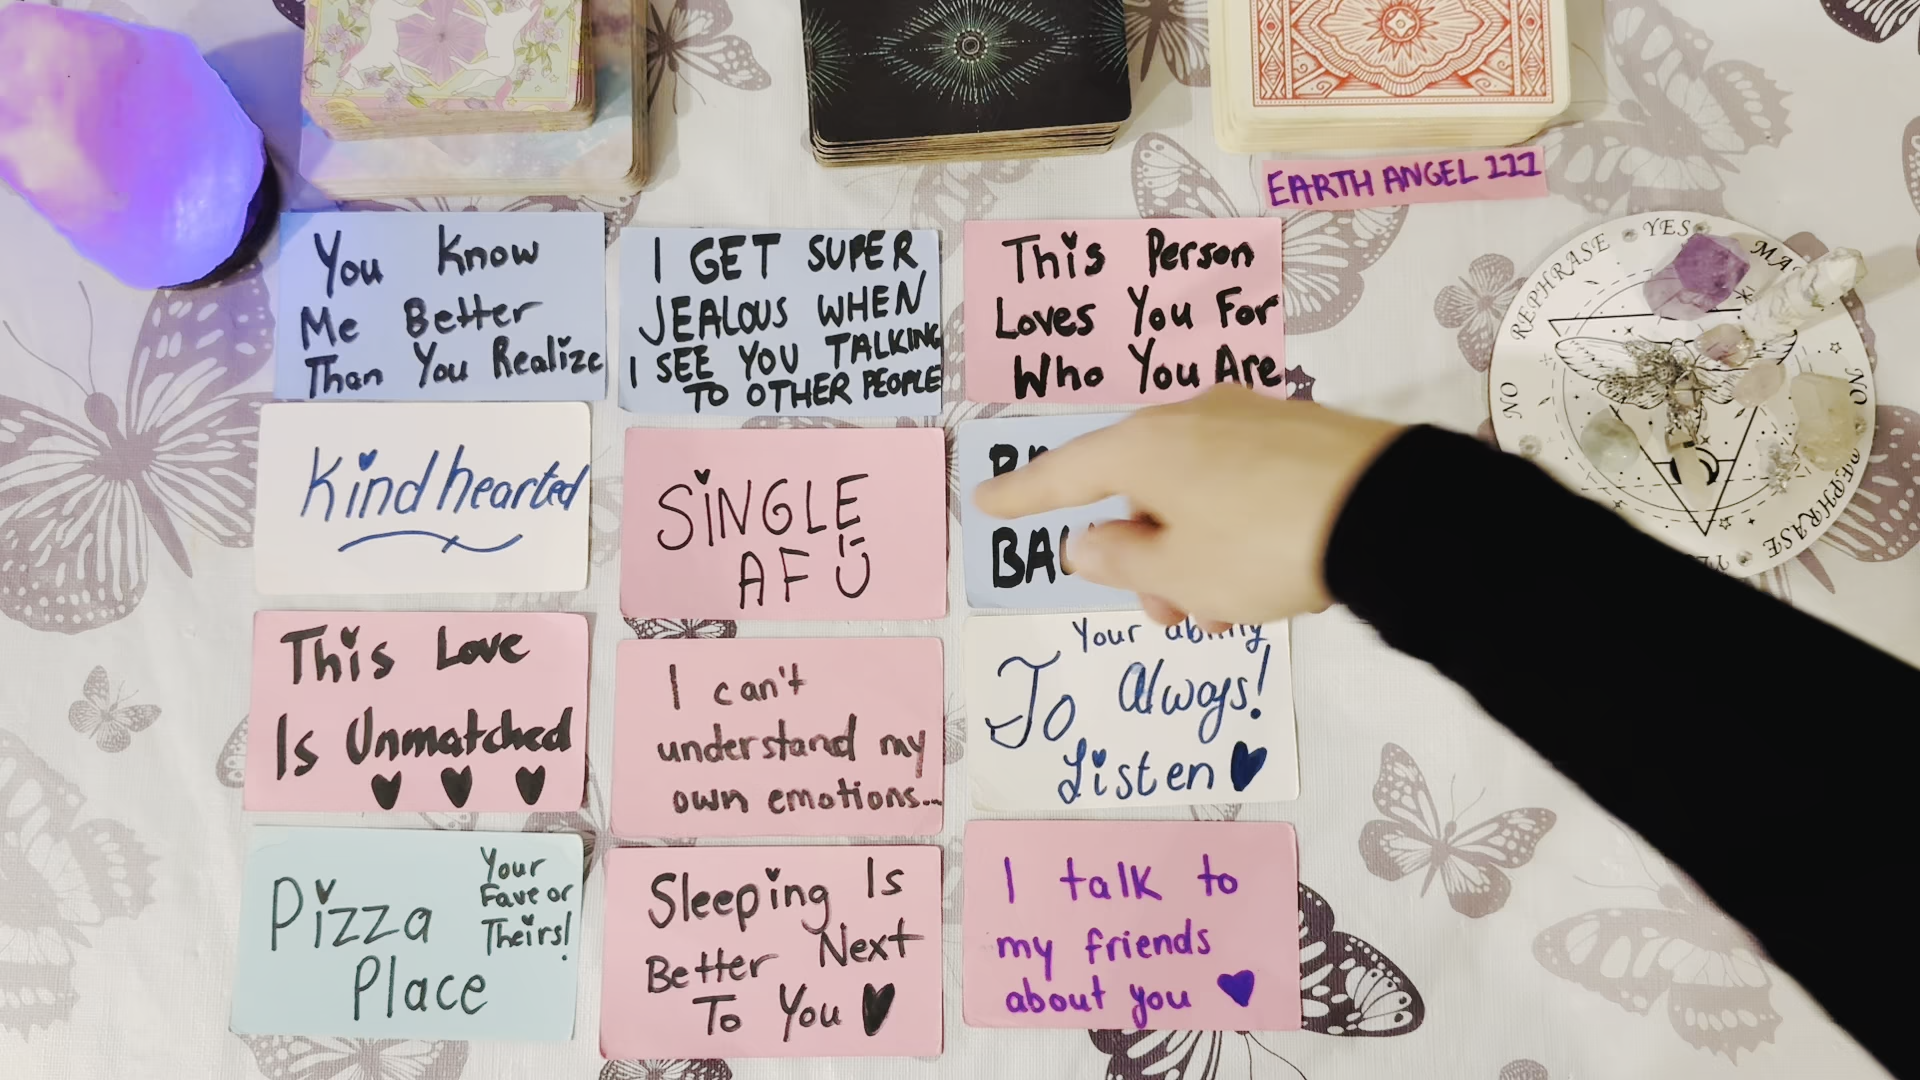 EARTH ANGEL 111
You Know
Me Better
Than You Realize
I GET SUPER
JEALOUS WHEN
I SEE YOU TALKING
TO OTHER PEOPLE
This Person
Loves You For
Who You Are
Kindhearted
SiNGLE
AF
This Love
Is Unmatched
I can't
understand my
own emotions...
Your ability
To Always!
Listen
Pizza
Place
Your
Fave or
Theirs!
Sleeping Is
Better Next
To You
I talk to
my friends
about you
REPHRASE
YES
NO
NO
REPHRASE